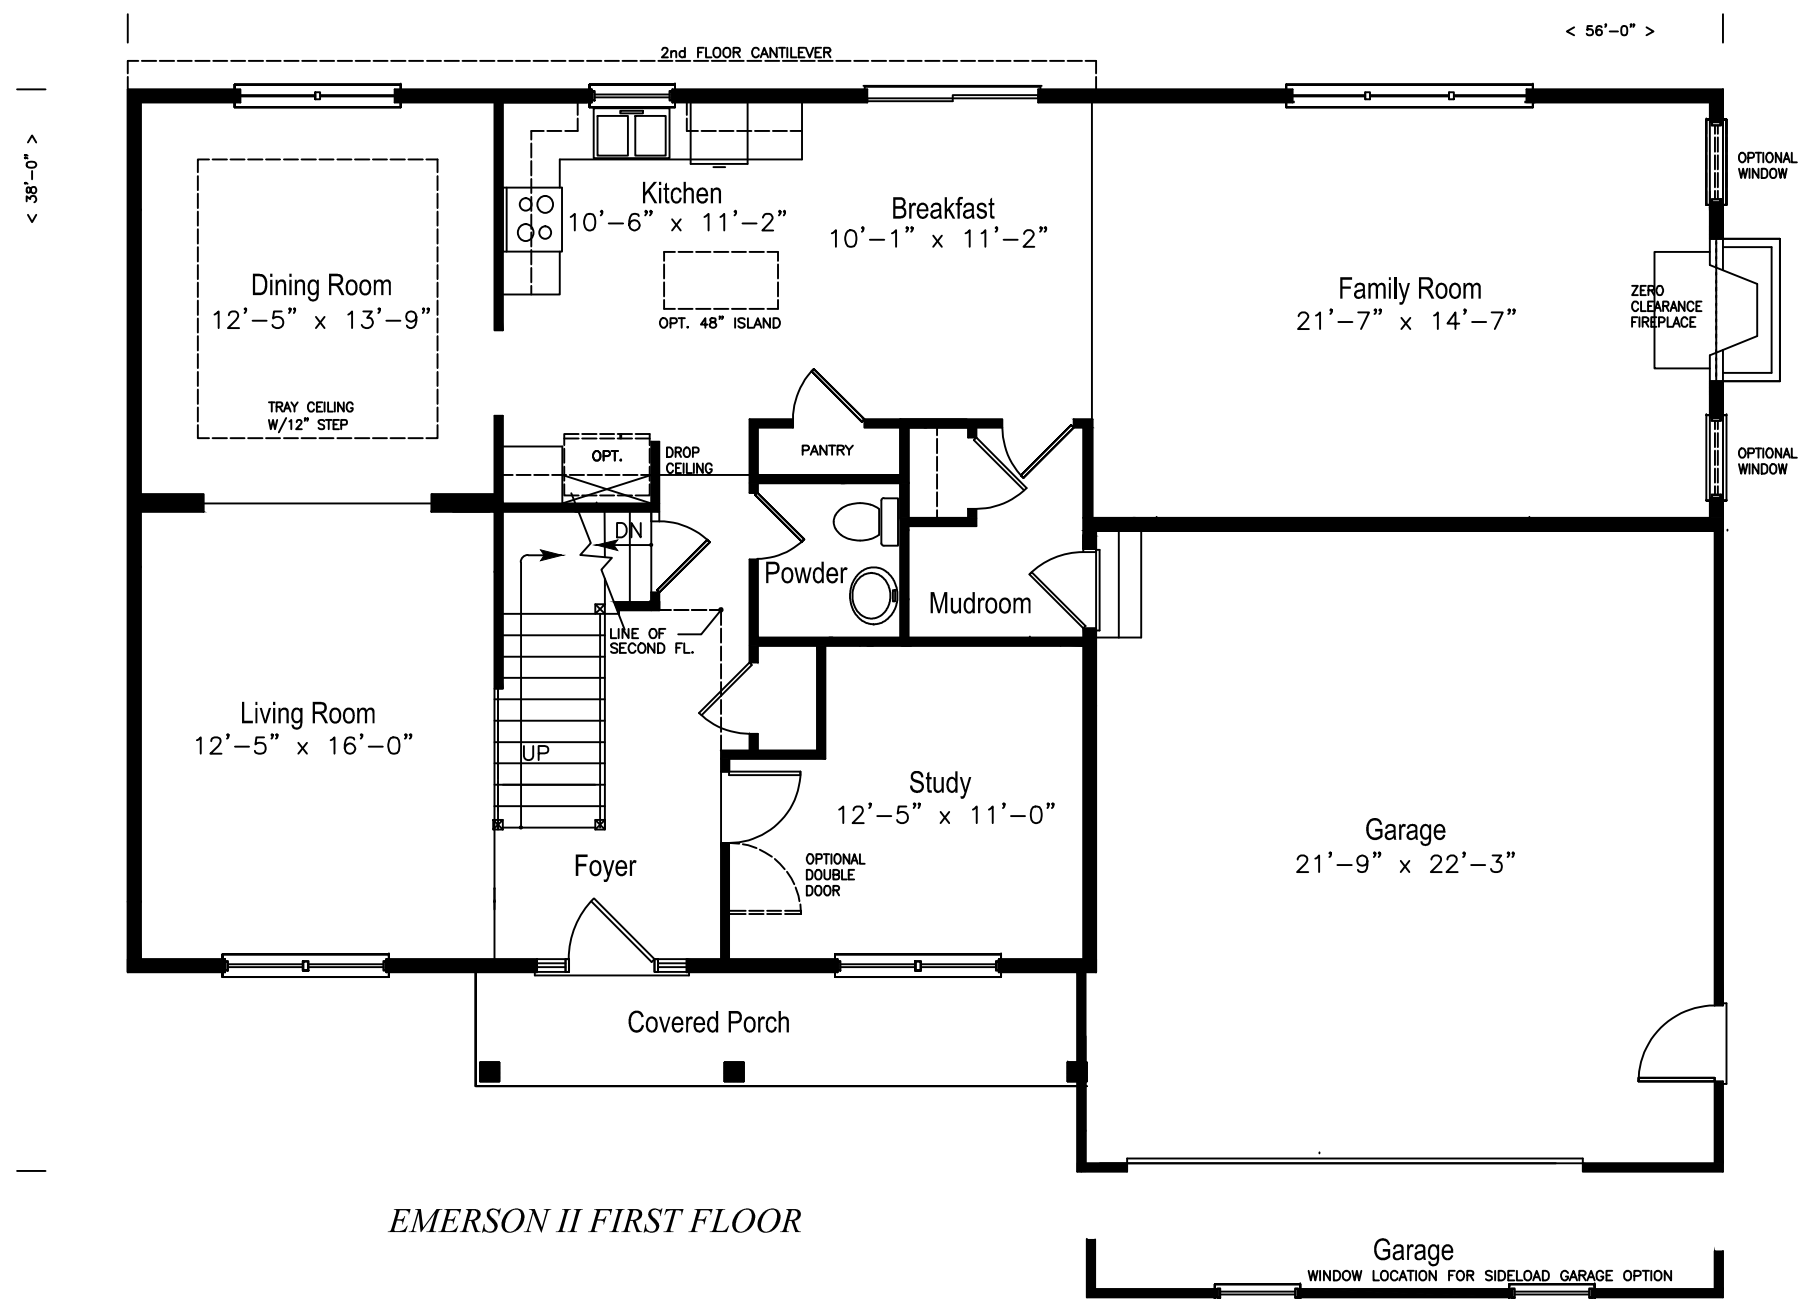 < 56'-0" >
2nd FLOOR CANTILEVER
< 38'-0" >
OPTIONAL
WINDOW
Kitchen
10'-6" x 11'-2"
Breakfast
10'-1" x 11'-2"
Dining Room
12'-5" x 13'-9"
Family Room
21'-7" x 14'-7"
ZERO
CLEARANCE
FIREPLACE
OPT. 48" ISLAND
TRAY CEILING
W/12" STEP
OPT.
DROP
CEILING
PANTRY
OPTIONAL
WINDOW
DN
Powder
Mudroom
LINE OF
SECOND FL.
Living Room
12'-5" x 16'-0"
UP
Study
12'-5" x 11'-0"
Foyer
OPTIONAL
DOUBLE
DOOR
Garage
21'-9" x 22'-3"
Covered Porch
EMERSON II FIRST FLOOR
Garage
WINDOW LOCATION FOR SIDELOAD GARAGE OPTION